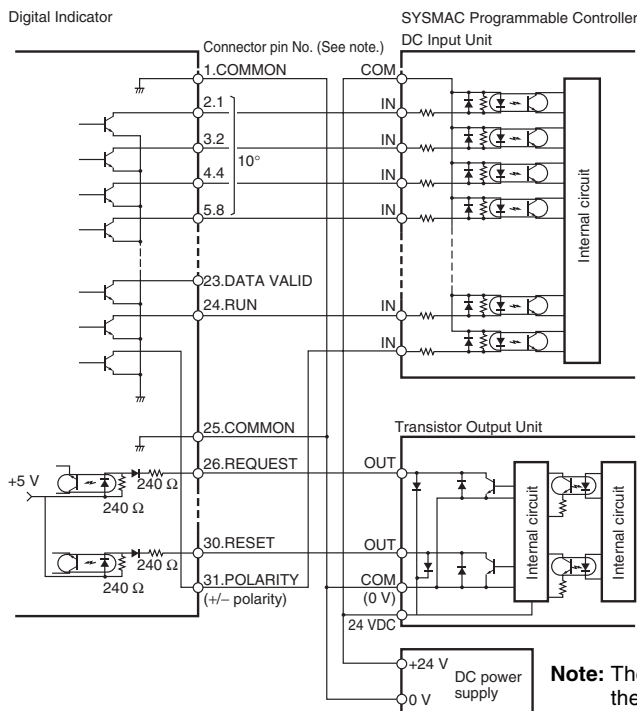 Digital Indicator
SYSMAC Programmable Controller
DC Input Unit
Connector pin No. (See note.)
1.COMMON
COM
2.1
IN
3.2
IN
10°
4.4
IN
5.8
IN
Internal circuit
23.DATA VALID
24.RUN
IN
IN
25.COMMON
Transistor Output Unit
+5 V
26.REQUEST
OUT
240 Ω
240 Ω
Internal circuit
Internal circuit
30.RESET
OUT
240 Ω
240 Ω
31.POLARITY
(+/− polarity)
COM
(0 V)
24 VDC
+24 V
DC power
supply
0 V
Note: The
the